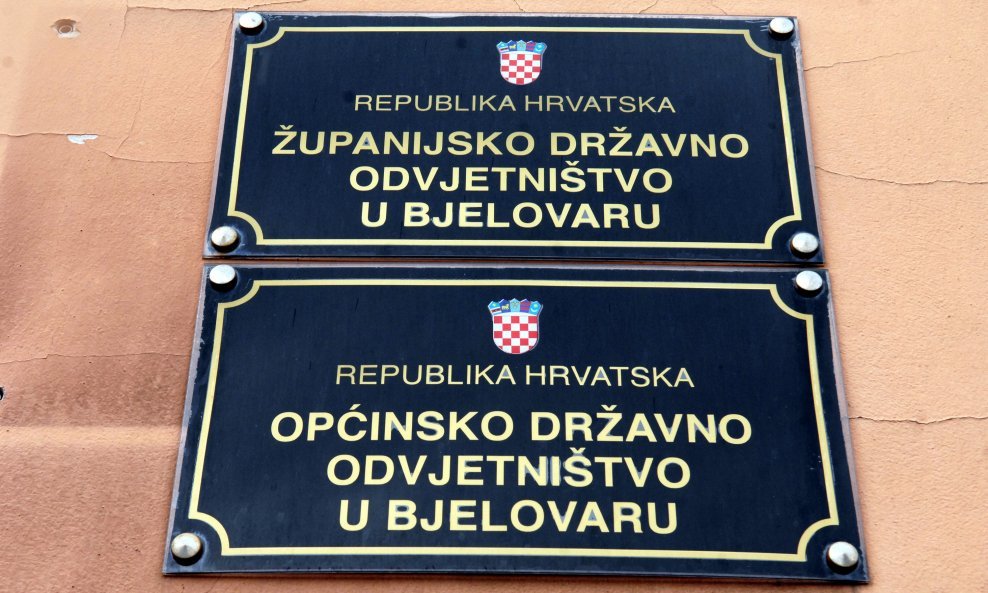 REPUBLIKA HRVATSKA
ŽUPANIJSKO DRŽAVNO
ODVJETNIŠTVO
U BJELOVARU
REPUBLIKA HRVATSKA
OPĆINSKO DRŽAVNO
ODVJETNIŠTVO
U BJELOVARU